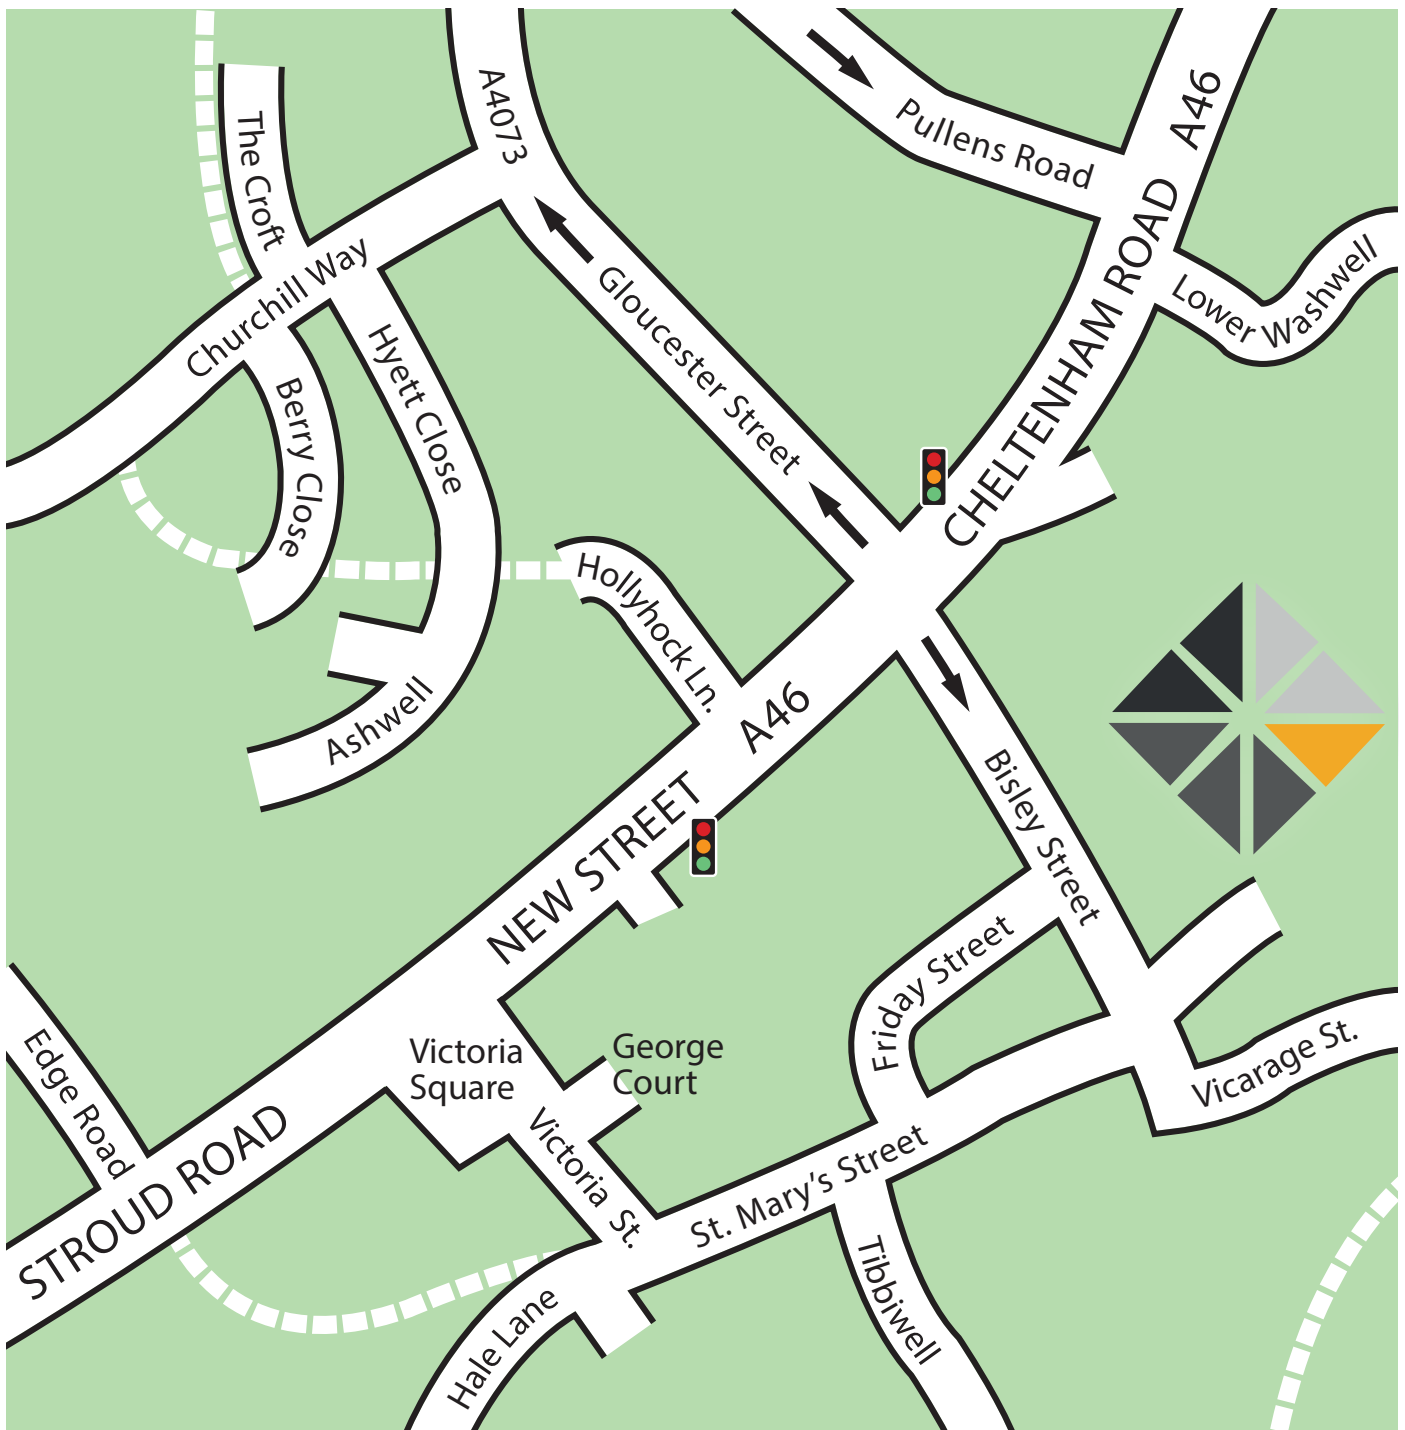 A4073
A46
Pullens Road
The Croft
CHELTENHAM ROAD
Lower Washwell
Churchill Way
Gloucester Street
Hyett Close
Berry Close
Hollyhock Ln.
Ashwell
A46
NEW STREET
Bisley Street
Friday Street
Victoria
Square
George
Court
Edge Road
Vicarage St.
Victoria St.
STROUD ROAD
St. Mary’s Street
Tibbiwell
Hale Lane